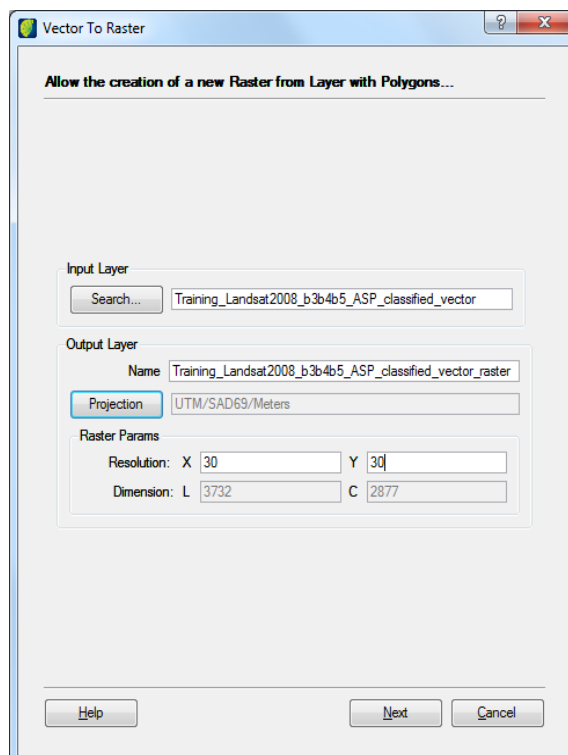 Vector To Raster
Allow the creation of a new Raster from Layer with Polygons...
Input Layer
Search... Training_Landsat2008_b3b4b5_ASP_classified_vector
Output Layer
Name Training_Landsat2008_b3b4b5_ASP_classified_vector_raster
Projection UTM/SAD69/Meters
Raster Params
Resolution: X 30 Y 30
Dimension: L 3732 C 2877
Help Next Cancel